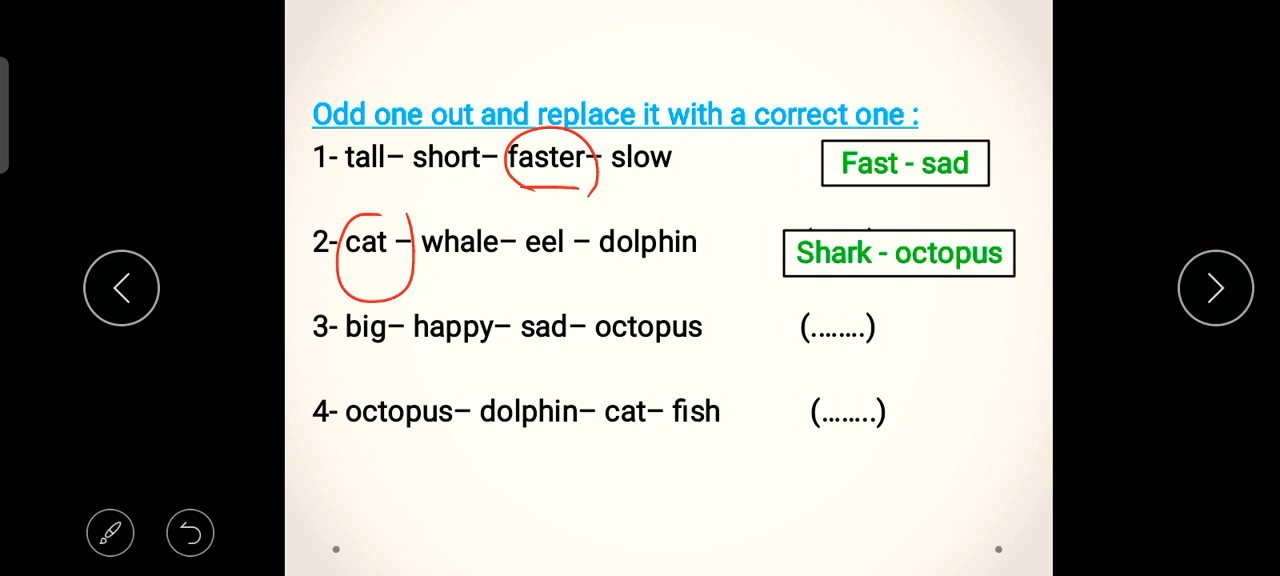 Odd one out and replace it with a correct one :
1- tall– short– faster– slow
Fast - sad
2- cat – whale– eel – dolphin
Shark - octopus
3- big– happy– sad– octopus (........)
4- octopus– dolphin– cat– fish (........)